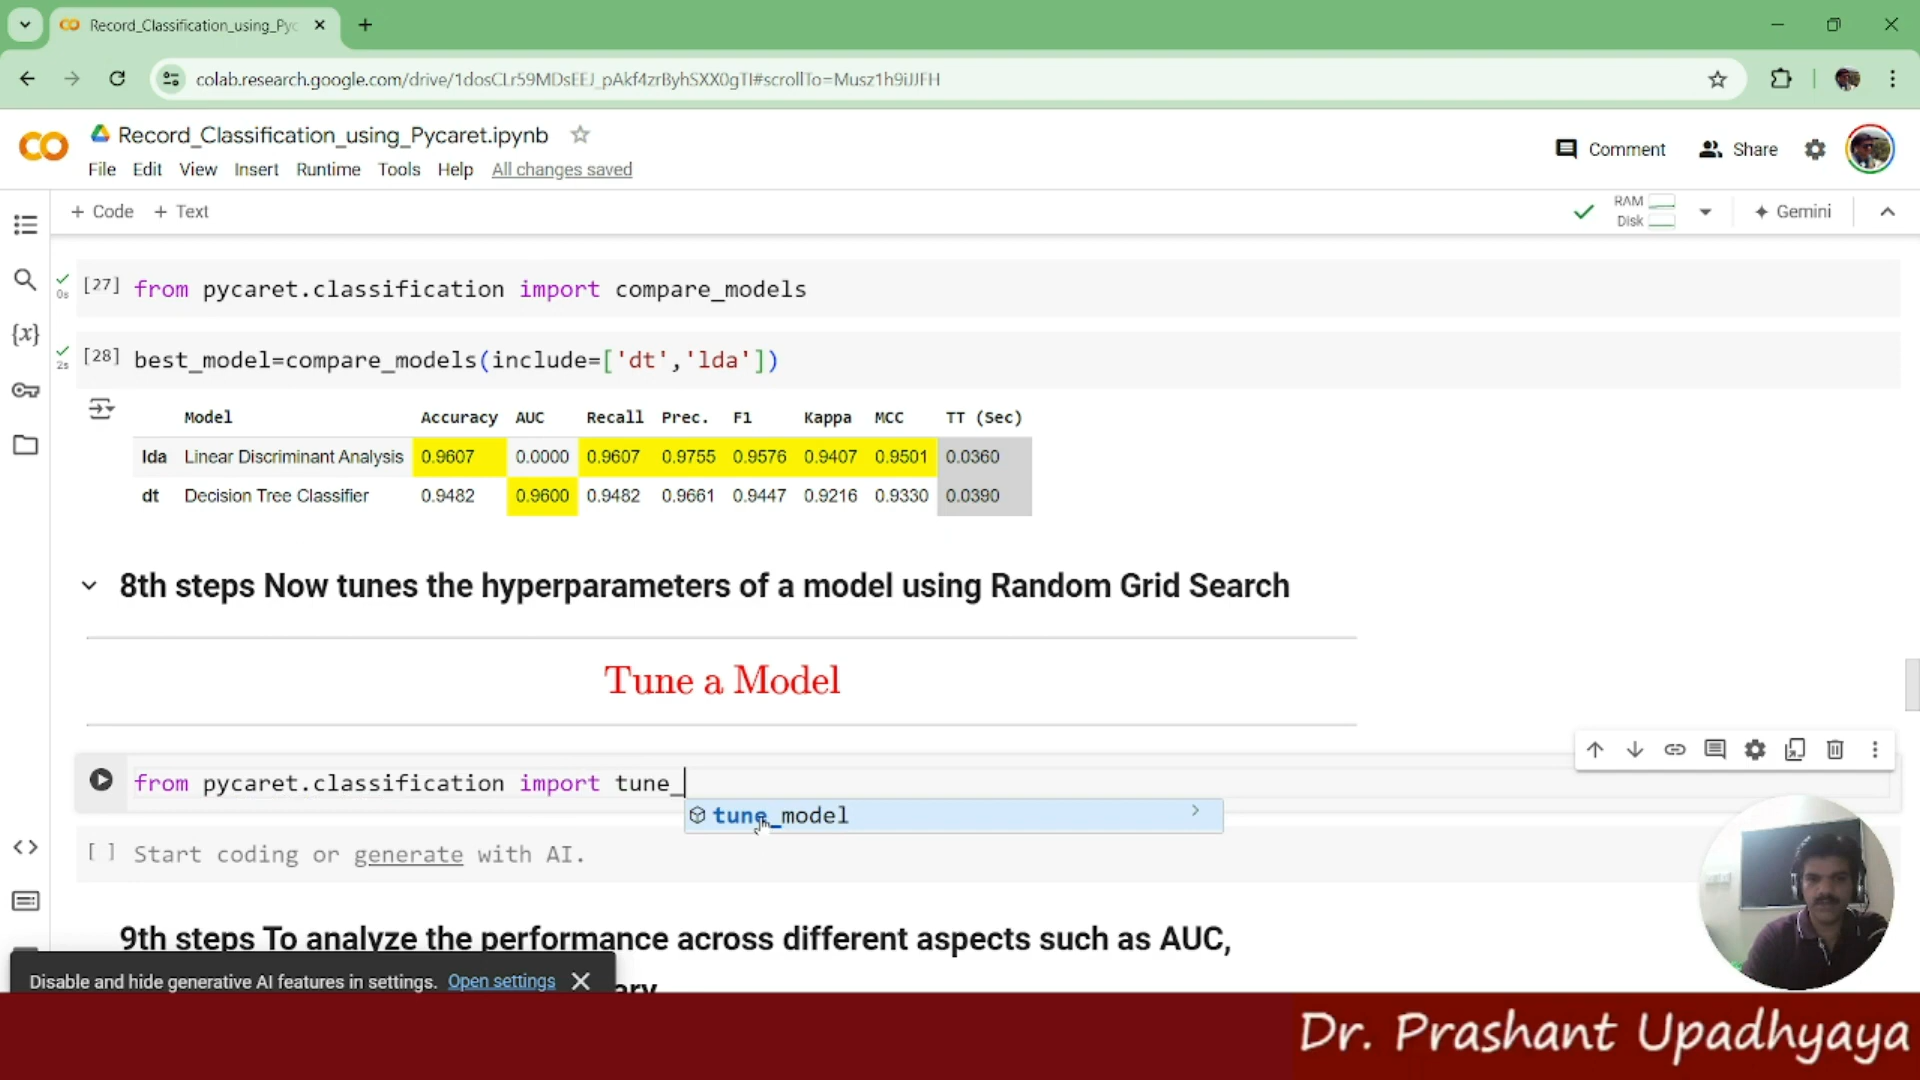 Record_Classification_using_Pyc
colab.research.google.com/drive/1dosCLr59MDsEEJ_pAkf4zrByhSXX0gTI#scrollTo=Musz1h9iJJFH
Record_Classification_using_Pycaret.ipynb
Comment
Share
File Edit View Insert Runtime Tools Help All changes saved
+ Code + Text
RAM
Disk
Gemini
[27] from pycaret.classification import compare_models
0s
[28] best_model=compare_models(include=['dt','lda'])
2s
Model Accuracy AUC Recall Prec. F1 Kappa MCC TT (Sec)
lda Linear Discriminant Analysis 0.9607 0.0000 0.9607 0.9755 0.9576 0.9407 0.9501 0.0360
dt Decision Tree Classifier 0.9482 0.9600 0.9482 0.9661 0.9447 0.9216 0.9330 0.0390
8th steps Now tunes the hyperparameters of a model using Random Grid Search
Tune a Model
from pycaret.classification import tune_
tune_model
[ ] Start coding or generate with AI.
9th steps To analyze the performance across different aspects such as AUC,
Disable and hide generative AI features in settings. Open settings
Dr. Prashant Upadhyaya